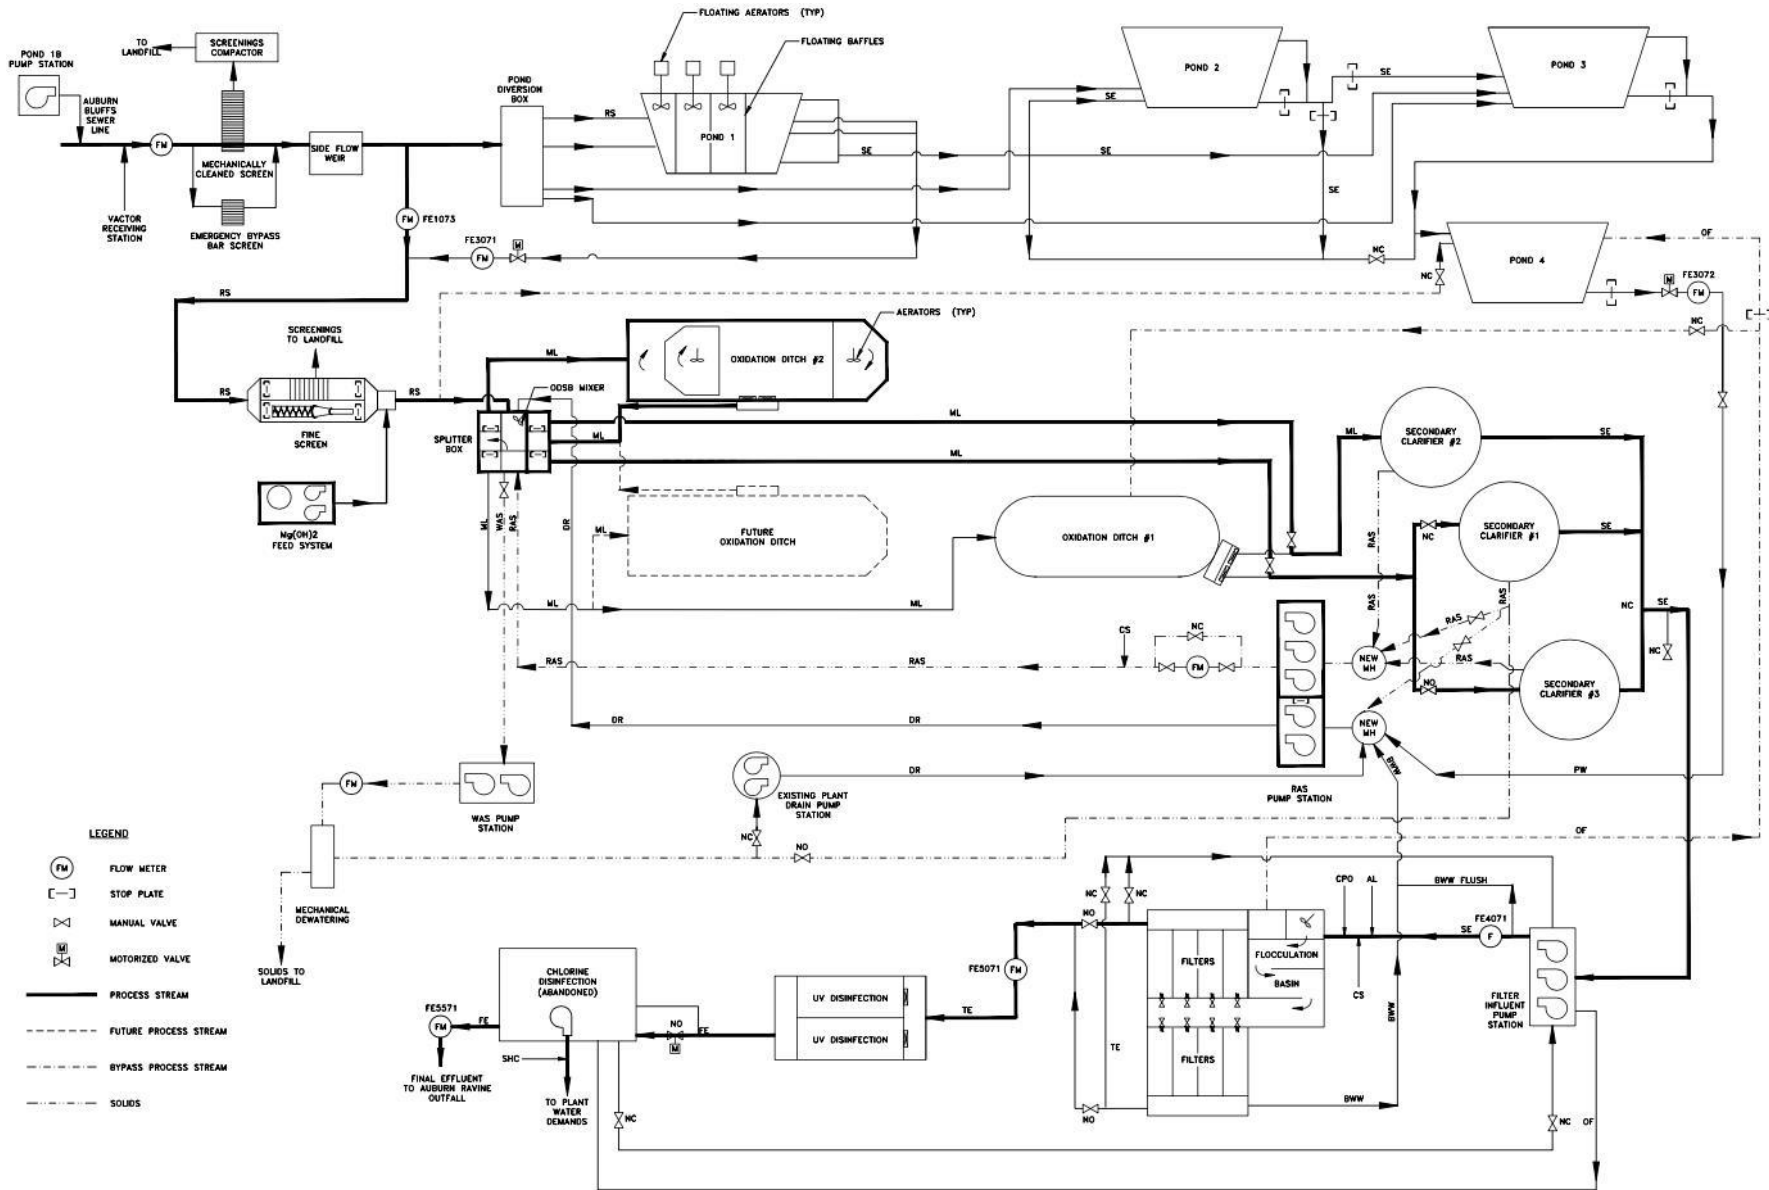 FLOATING AERATORS (TYP)
FLOATING BAFFLES
TO
LANDFILL
SCREENINGS
COMPACTOR
POND 1B
PUMP STATION
AUBURN
BLUFFS
SEWER
LINE
FM
MECHANICALLY
CLEANED SCREEN
SIDE FLOW
WEIR
VACTOR
RECEIVING
STATION
EMERGENCY BYPASS
BAR SCREEN
POND
DIVERSION
BOX
RS
POND 1
SE
SE
SE
POND 2
SE
SE
SE
POND 3
FM
FE1073
FE3071
M
FM
NC
NC
POND 4
OF
M
FE3072
FM
NC
RS
SCREENINGS
TO LANDFILL
RS
RS
FINE
SCREEN
Mg(OH)2
FEED SYSTEM
ML
OXIDATION DITCH #2
AERATORS (TYP)
ODSB MIXER
SPLITTER
BOX
ML
ML
ML
ML
WAS
RAS
DR
ML
FUTURE
OXIDATION DITCH
OXIDATION DITCH #1
ML
ML
ML
SECONDARY
CLARIFIER #2
SE
SECONDARY
CLARIFIER #1
SE
NC
RAS
RAS
RAS
RAS
RAS
NC
SE
NC
NO
SECONDARY
CLARIFIER #3
NEW
MH
NEW
MH
CS
NC
FM
RAS
RAS
DR
DR
DR
BWW
PW
RAS
PUMP STATION
EXISTING PLANT
DRAIN PUMP
STATION
NC
NO
FM
WAS PUMP
STATION
MECHANICAL
DEWATERING
SOLIDS TO
LANDFILL
OF
BWW FLUSH
CPO
AL
CS
FE4071
SE
F
FILTER
INFLUENT
PUMP
STATION
NC
OF
FLOCCULATION
BASIN
FILTERS
FILTERS
BWW
BWW
NC
NC
NO
NO
TE
TE
FE5071
FM
UV DISINFECTION
UV DISINFECTION
NO
M
FE
CHLORINE
DISINFECTION
(ABANDONED)
FE5571
FM
FE
SHC
FINAL EFFLUENT
TO AUBURN RAVINE
OUTFALL
TO PLANT
WATER
DEMANDS
NC
LEGEND
FM
FLOW METER
STOP PLATE
MANUAL VALVE
M
MOTORIZED VALVE
PROCESS STREAM
FUTURE PROCESS STREAM
BYPASS PROCESS STREAM
SOLIDS